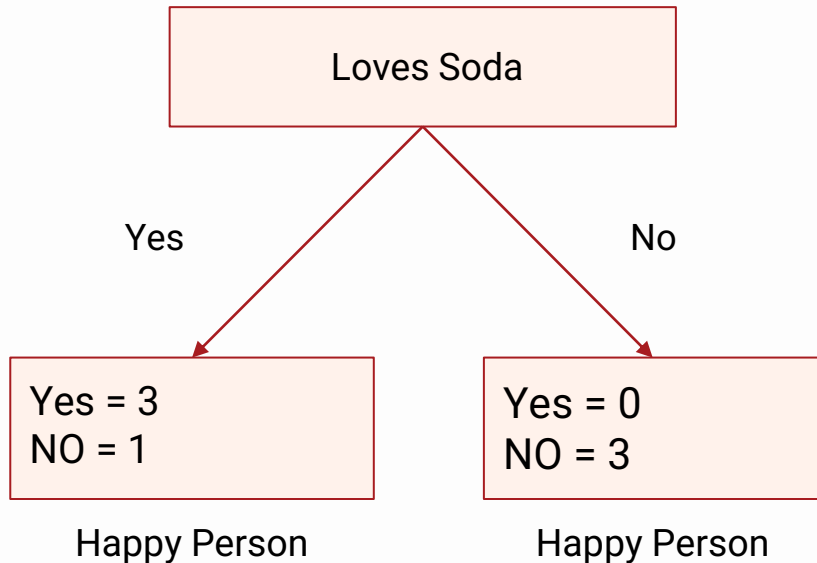 Loves Soda
Yes
No
Yes = 3
NO = 1
Yes = 0
NO = 3
Happy Person
Happy Person